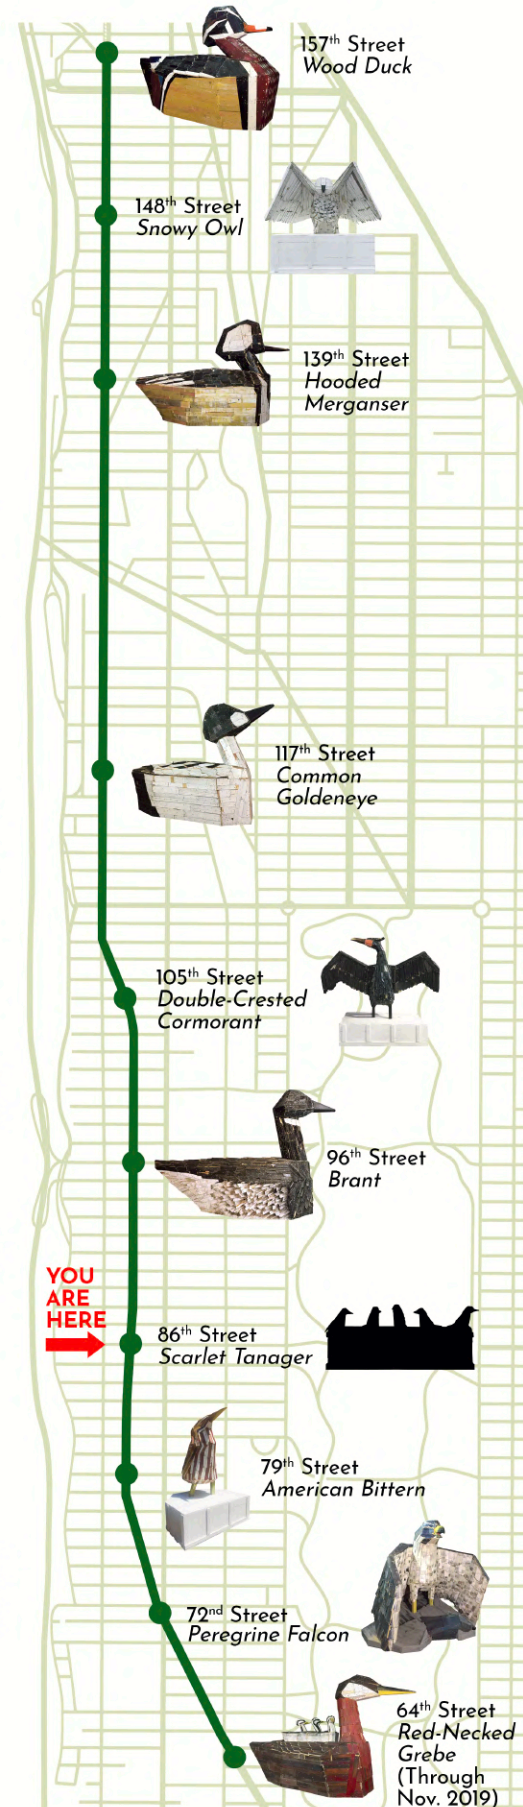 157th Street
Wood Duck
148th Street
Snowy Owl
139th Street
Hooded
Merganser
117th Street
Common
Goldeneye
105th Street
Double-Crested
Cormorant
96th Street
Brant
YOU
ARE
HERE
86th Street
Scarlet Tanager
79th Street
American Bittern
72nd Street
Peregrine Falcon
64th Street
Red-Necked
Grebe
(Through
Nov. 2019)